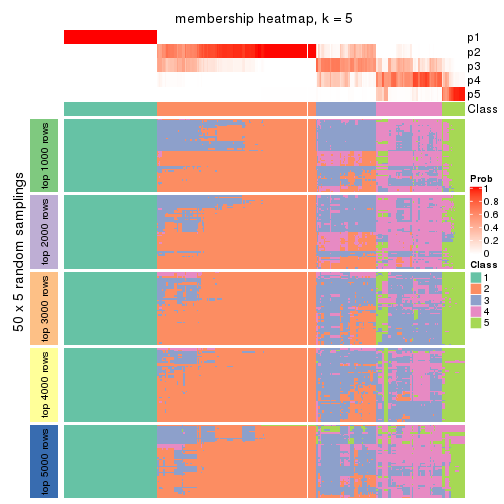 membership heatmap, k = 5
p1
p2
p3
p4
p5
Class
50 x 5 random samplings
top 1000 rows
top 2000 rows
top 3000 rows
top 4000 rows
top 5000 rows
Prob
1
0.8
0.6
0.4
0.2
0
Class
1
2
3
4
5